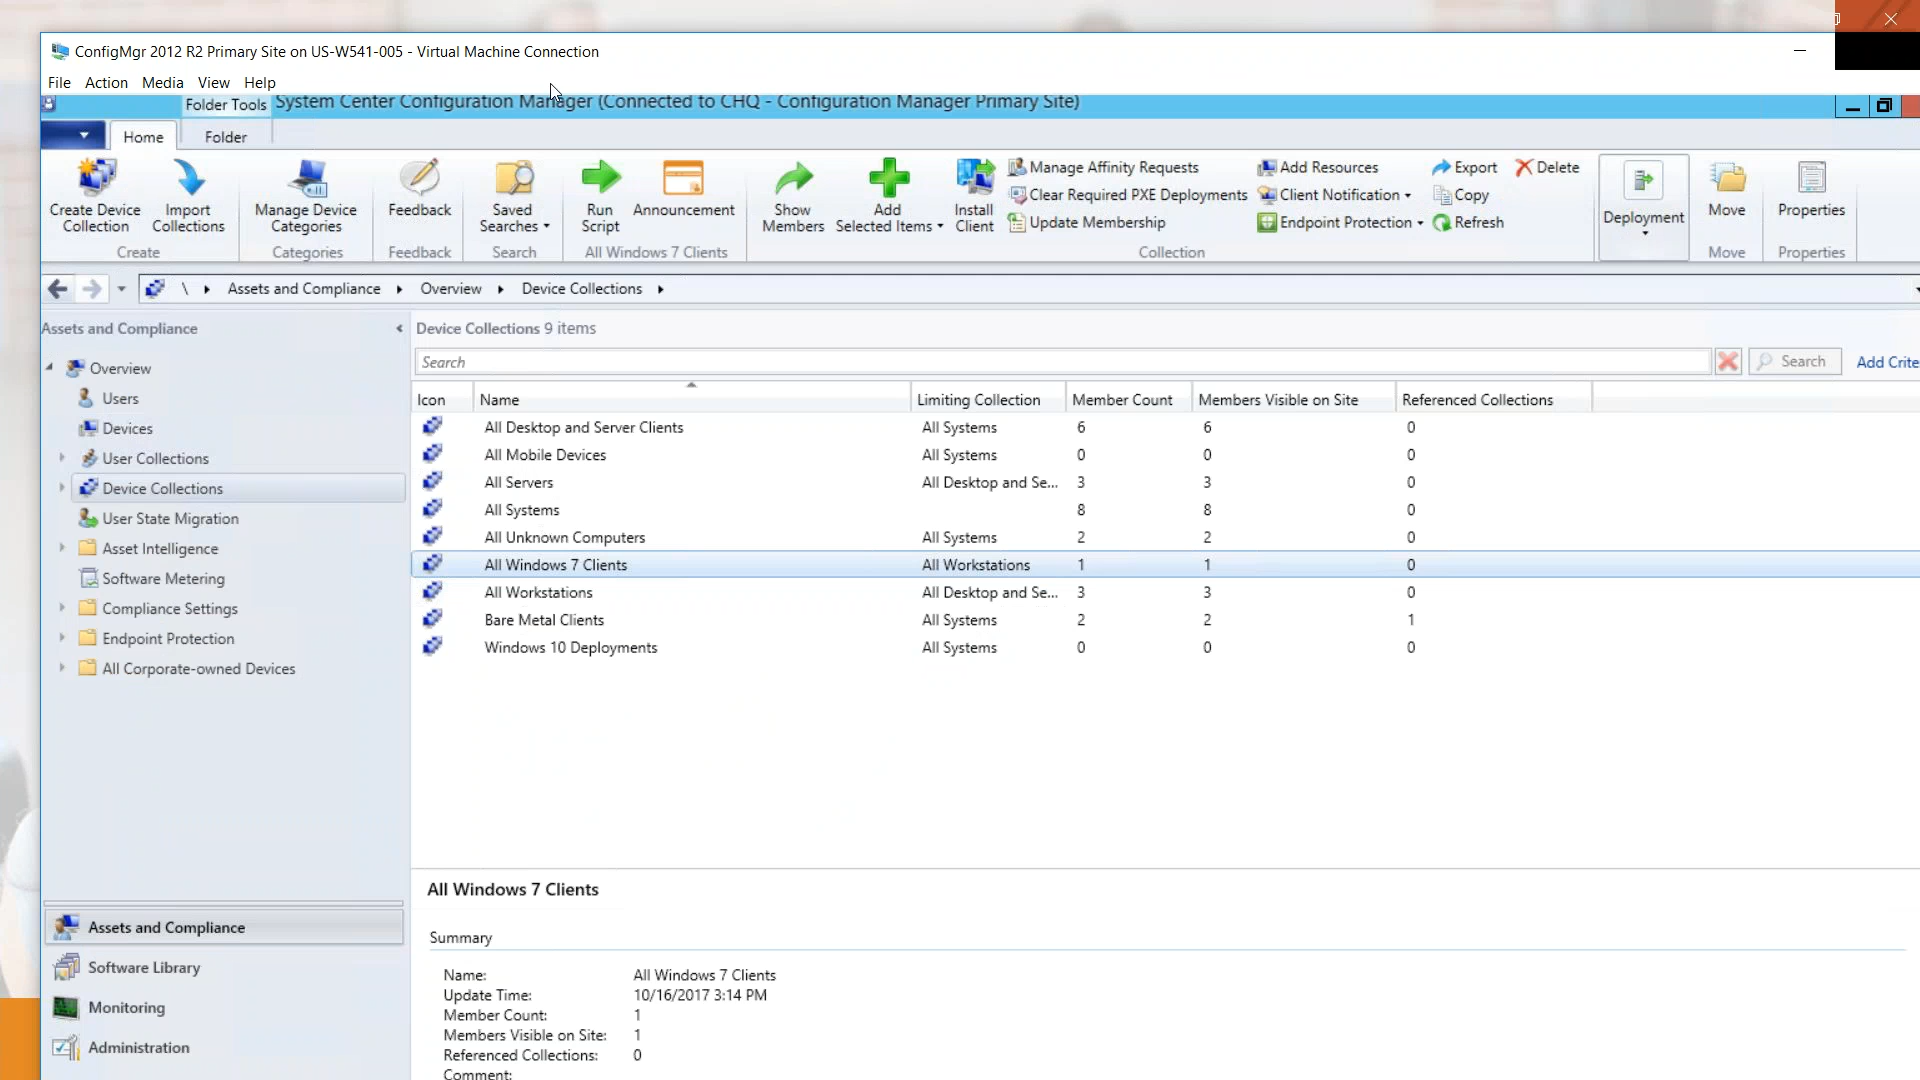 ConfigMgr 2012 R2 Primary Site on US-W541-005 - Virtual Machine Connection
File Action Media View Help
Folder Tools System Center Configuration Manager (Connected to CHQ - Configuration Manager Primary Site)
Home Folder
Create Device Collection
Import Collections
Create
Manage Device Categories
Categories
Feedback
Feedback
Saved Searches
Search
Run Script
Announcement
All Windows 7 Clients
Show Members
Add Selected Items
Install Client
Manage Affinity Requests
Clear Required PXE Deployments
Update Membership
Add Resources
Client Notification
Endpoint Protection
Export
Copy
Refresh
Delete
Collection
Deployment
Move
Move
Properties
Properties
\ Assets and Compliance Overview Device Collections
Assets and Compliance
Overview
Users
Devices
User Collections
Device Collections
User State Migration
Asset Intelligence
Software Metering
Compliance Settings
Endpoint Protection
All Corporate-owned Devices
Assets and Compliance
Software Library
Monitoring
Administration
Device Collections 9 items
Search Search Add Crite
Icon Name Limiting Collection Member Count Members Visible on Site Referenced Collections
All Desktop and Server Clients All Systems 6 6 0
All Mobile Devices All Systems 0 0 0
All Servers All Desktop and Se... 3 3 0
All Systems 8 8 0
All Unknown Computers All Systems 2 2 0
All Windows 7 Clients All Workstations 1 1 0
All Workstations All Desktop and Se... 3 3 0
Bare Metal Clients All Systems 2 2 1
Windows 10 Deployments All Systems 0 0 0
All Windows 7 Clients
Summary
Name: All Windows 7 Clients
Update Time: 10/16/2017 3:14 PM
Member Count: 1
Members Visible on Site: 1
Referenced Collections: 0
Comment: